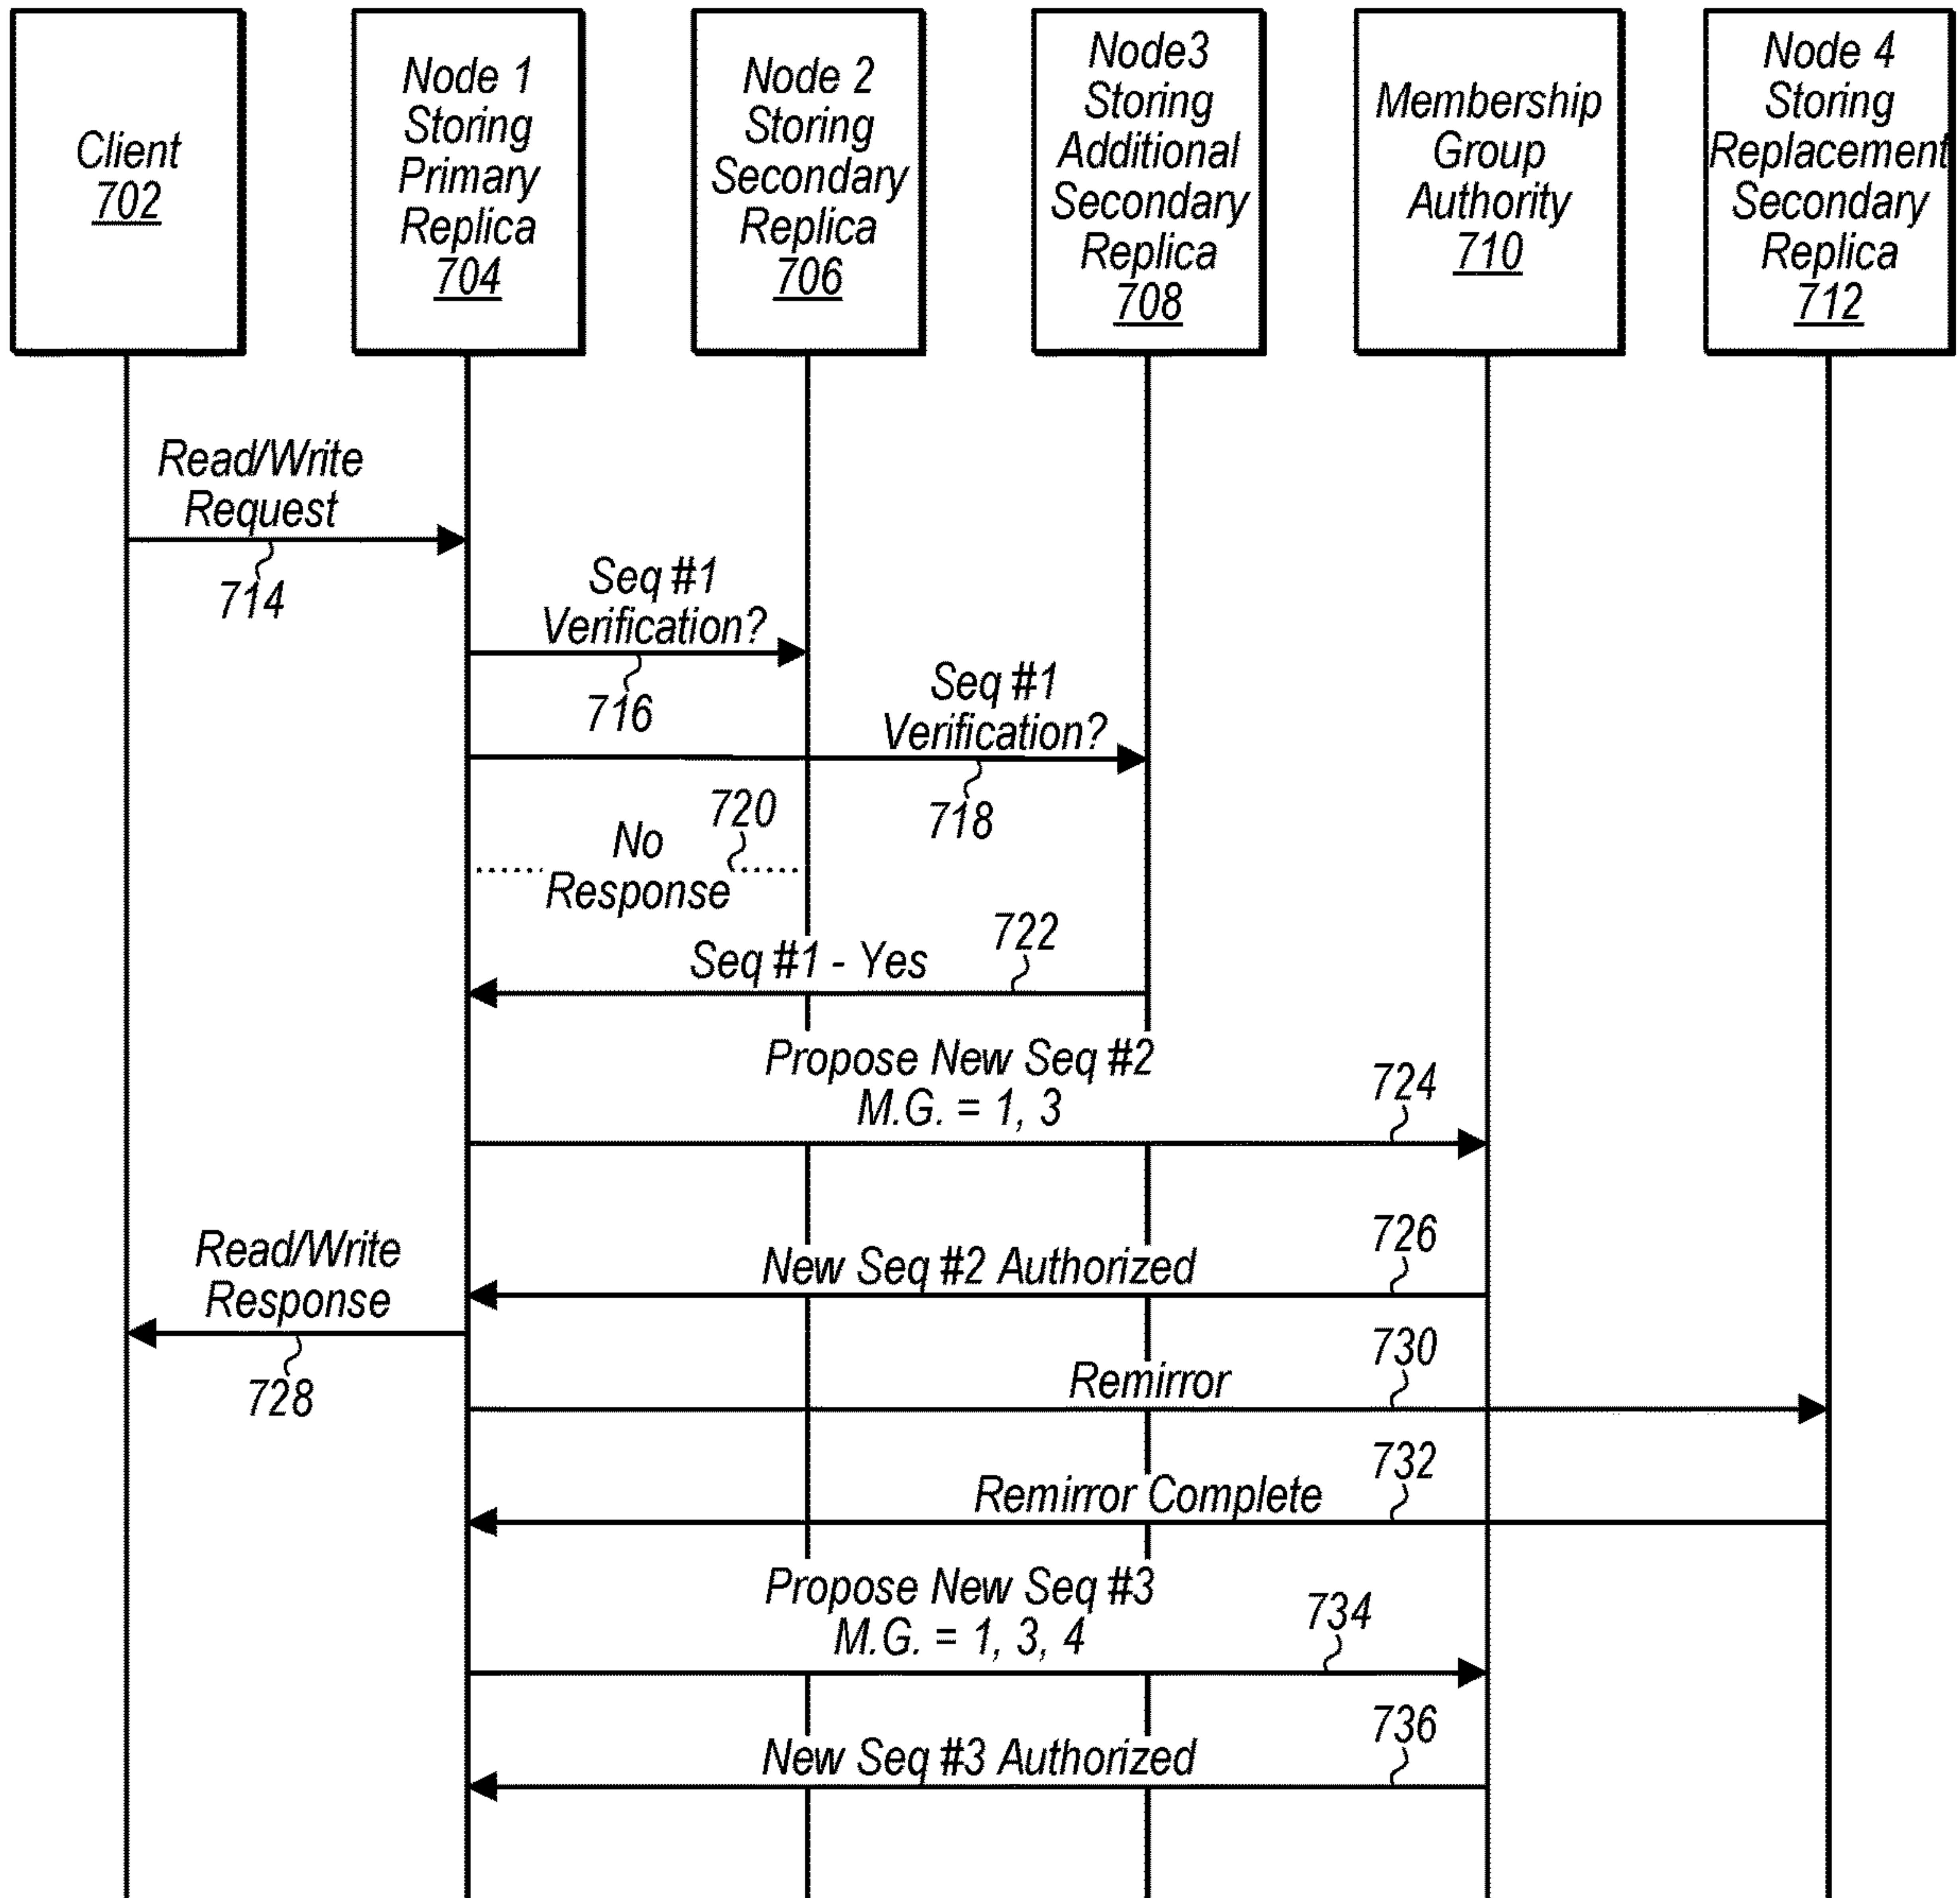 Client
702
Node 1
Storing
Primary
Replica
704
Node 2
Storing
Secondary
Replica
706
Node3
Storing
Additional
Secondary
Replica
708
Membership
Group
Authority
710
Node 4
Storing
Replacement
Secondary
Replica
712
Read/Write
Request
714
Seq #1
Verification?
716
Seq #1
Verification?
718
720
No
Response
722
Seq #1 - Yes
Propose New Seq #2
M.G. = 1, 3
724
726
New Seq #2 Authorized
Read/Write
Response
728
730
Remirror
732
Remirror Complete
Propose New Seq #3
M.G. = 1, 3, 4
734
736
New Seq #3 Authorized